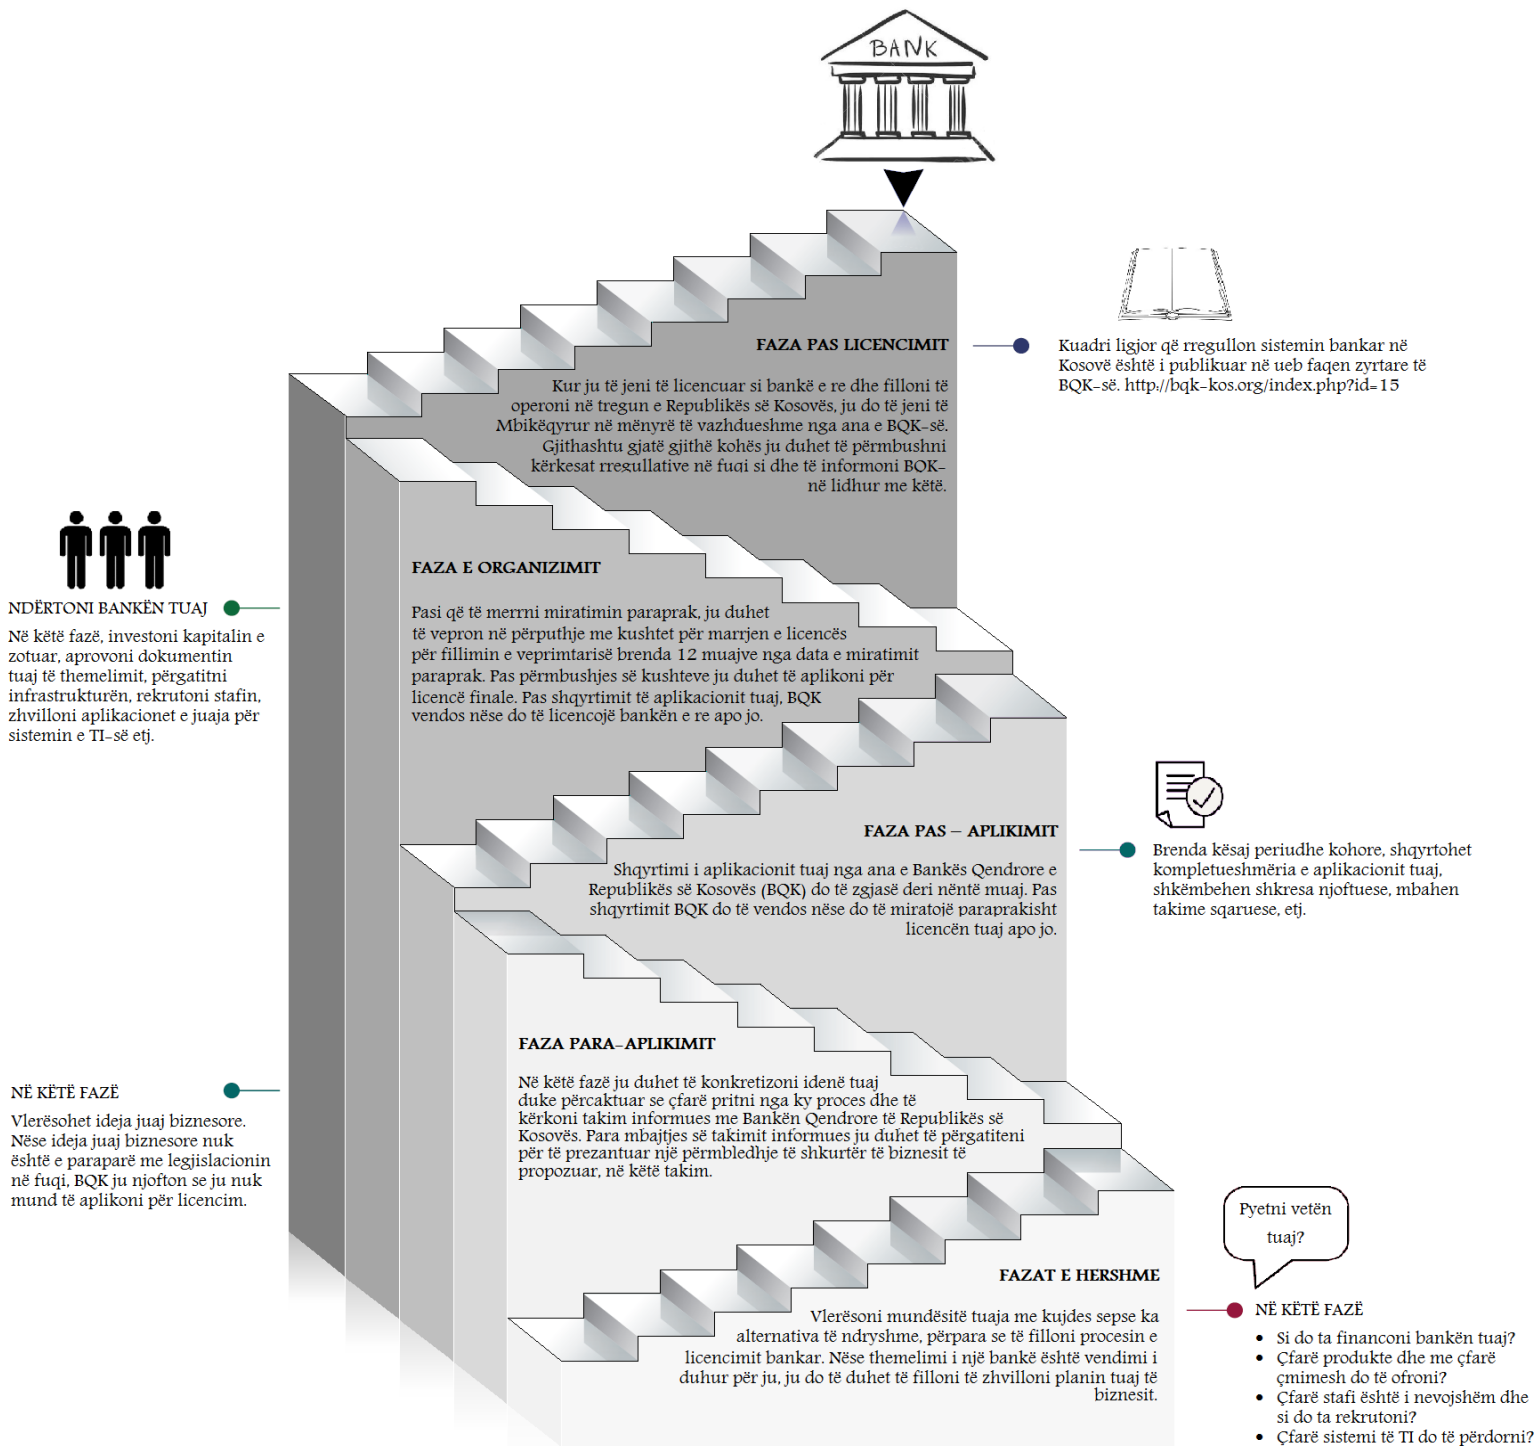 BANK
FAZA PAS LICENCIMIT
Kur ju të jeni të licencuar si bankë e re dhe filloni të
operoni në tregun e Republikës së Kosovës, ju do të jeni të
Mbikëqyrur në mënyrë të vazhdueshme nga ana e BQK-së.
Gjithashtu gjatë gjithë kohës ju duhet të përmbushni
kërkesat rregullative në fuqi si dhe të informoni BQK-
në lidhur me këtë.
Kuadri ligjor që rregullon sistemin bankar në
Kosovë është i publikuar në ueb faqen zyrtare të
BQK-së. http://bqk-kos.org/index.php?id=15
FAZA E ORGANIZIMIT
Pasi që të merrni miratimin paraprak, ju duhet
të vepron në përputhje me kushtet për marrjen e licencës
për fillimin e veprimtarisë brenda 12 muajve nga data e miratimit
paraprak. Pas përmbushjes së kushteve ju duhet të aplikoni për
licencë finale. Pas shqyrtimit të aplikacionit tuaj, BQK
vendos nëse do të licencojë bankën e re apo jo.
NDËRTONI BANKËN TUAJ
Në këtë fazë, investoni kapitalin e
zotuar, aprovoni dokumentin
tuaj të themelimit, përgatitni
infrastrukturën, rekrutoni stafin,
zhvilloni aplikacionet e juaja për
sistemin e TI-së etj.
FAZA PAS – APLIKIMIT
Shqyrtimi i aplikacionit tuaj nga ana e Bankës Qendrore e
Republikës së Kosovës (BQK) do të zgjasë deri nëntë muaj. Pas
shqyrtimit BQK do të vendos nëse do të miratojë paraprakisht
licencën tuaj apo jo.
Brenda kësaj periudhe kohore, shqyrtohet
kompletueshmëria e aplikacionit tuaj,
shkëmbehen shkresa njoftuese, mbahen
takime sqaruese, etj.
FAZA PARA-APLIKIMIT
Në këtë fazë ju duhet të konkretizoni idenë tuaj
duke përcaktuar se çfarë pritni nga ky proces dhe të
kërkoni takim informues me Bankën Qendrore të Republikës së
Kosovës. Para mbajtjes së takimit informues ju duhet të përgatiteni
për të prezantuar një përmbledhje të shkurtër të biznesit të
propozuar, në këtë takim.
NË KËTË FAZË
Vlerësohet ideja juaj biznesore.
Nëse ideja juaj biznesore nuk
është e paraparë me legjislacionin
në fuqi, BQK ju njofton se ju nuk
mund të aplikoni për licencim.
FAZAT E HERSHME
Vlerësoni mundësitë tuaja me kujdes sepse ka
alternativa të ndryshme, përpara se të filloni procesin e
licencimit bankar. Nëse themelimi i një bankë është vendimi i
duhur për ju, ju do të duhet të filloni të zhvilloni planin tuaj të
biznesit.
Pyetni vetën
tuaj?
NË KËTË FAZË
• Si do ta financoni bankën tuaj?
• Çfarë produkte dhe me çfarë
çmimesh do të ofroni?
• Çfarë stafi është i nevojshëm dhe
si do ta rekrutoni?
• Çfarë sistemi të TI do të përdorni?